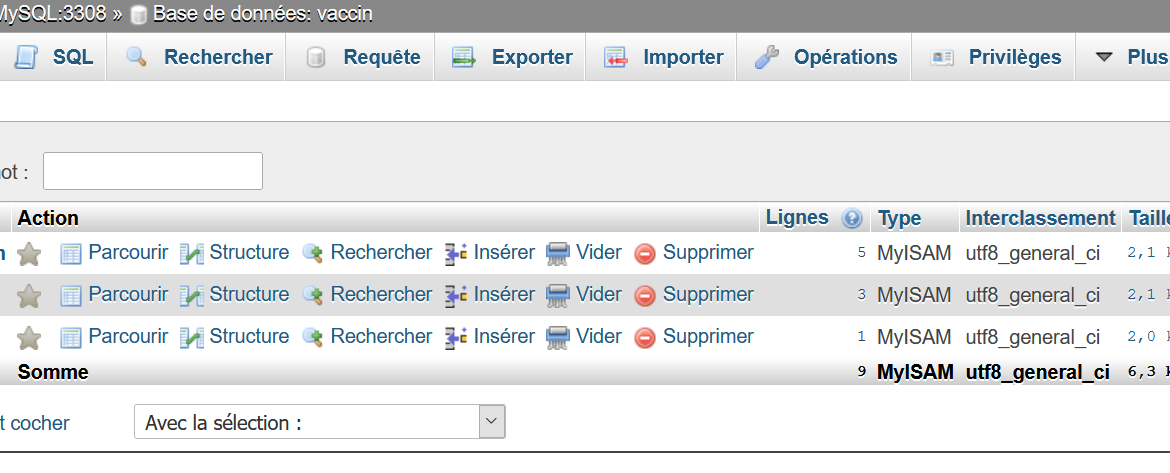 MySQL:3308 » Base de données: vaccin
SQL Rechercher Requête Exporter Importer Opérations Privilèges Plus
:
Action Lignes Type Interclassement Taille
Parcourir Structure Rechercher Insérer Vider Supprimer 5 MyISAM utf8_general_ci 2,1
Parcourir Structure Rechercher Insérer Vider Supprimer 3 MyISAM utf8_general_ci 2,1
Parcourir Structure Rechercher Insérer Vider Supprimer 1 MyISAM utf8_general_ci 2,0
Somme 9 MyISAM utf8_general_ci 6,3
cocher Avec la sélection :